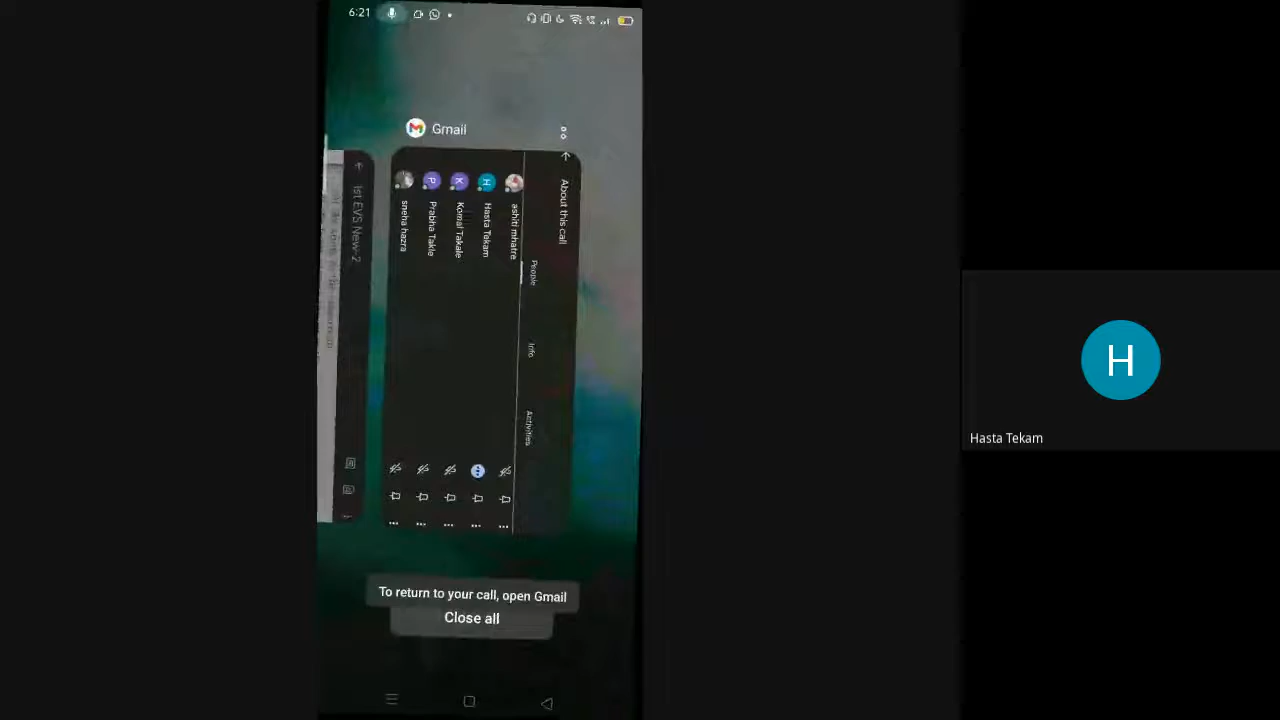 6:21
Gmail
About this call
People
Info
Activities
ashiti mhatre
Hasta Tekam
Komal Takale
Prabha Takle
sneha hazra
1st EVS New-2
To return to your call, open Gmail
Close all
H
H
K
P
Hasta Tekam